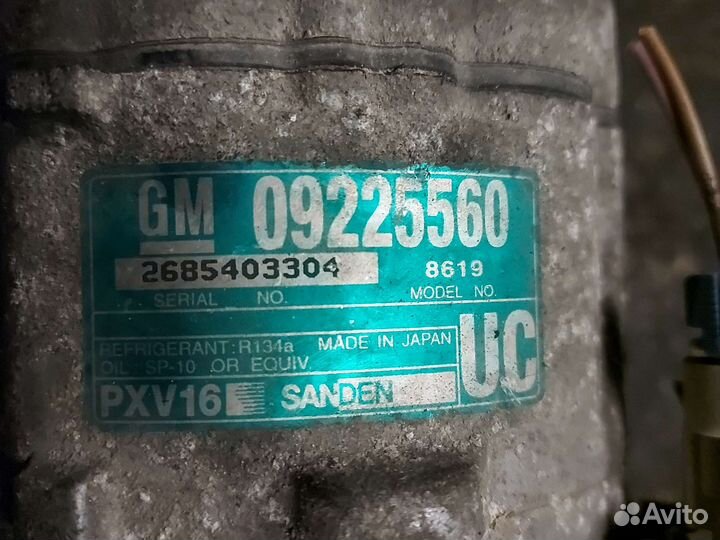 GM 09225560
2685403304 8619
SERIAL NO. MODEL NO.
REFRIGERANT: R134a MADE IN JAPAN
OIL: SP-10 OR EQUIV.
UC
PXV16 SANDEN
Avito